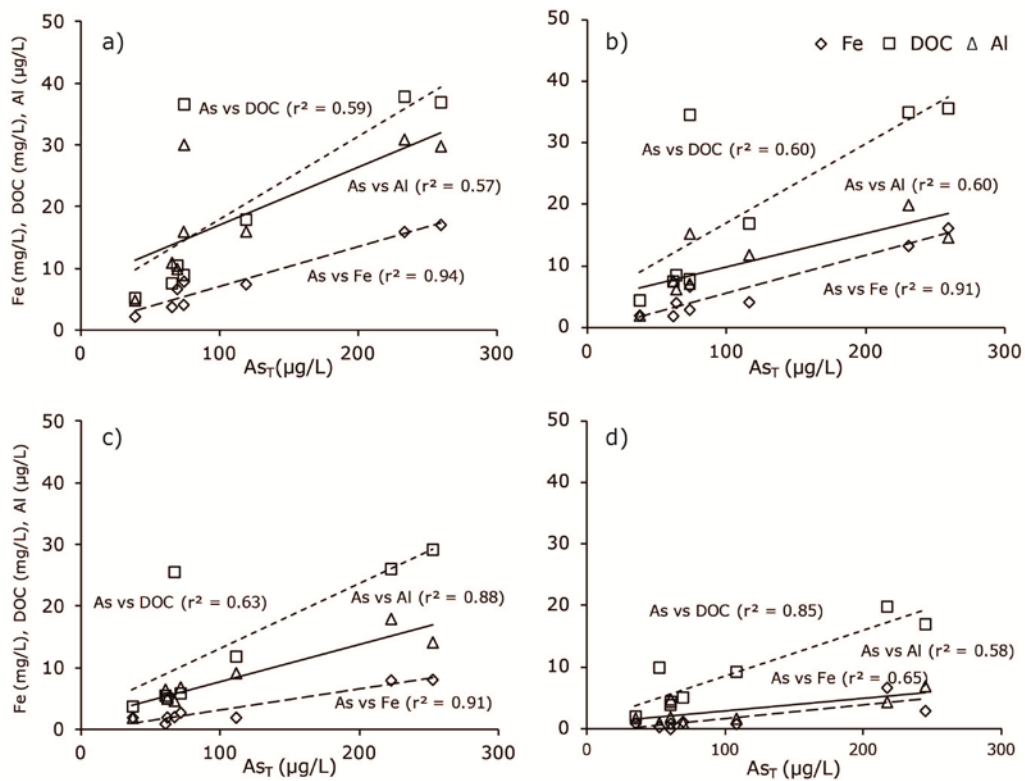 a)
50
40
30
20
10
0
Fe (mg/L), DOC (mg/L), Al (µg/L)
As vs DOC (r² = 0.59)
As vs Al (r² = 0.57)
As vs Fe (r² = 0.94)
0 100 200 300
AsT(µg/L)
b)
Fe DOC Al
50
40
30
20
10
0
As vs DOC (r² = 0.60)
As vs Al (r² = 0.60)
As vs Fe (r² = 0.91)
0 100 200 300
AsT (µg/L)
c)
50
40
30
20
10
0
Fe (mg/L), DOC (mg/L), Al (µg/L)
As vs DOC (r² = 0.63)
As vs Al (r² = 0.88)
As vs Fe (r² = 0.91)
0 100 200 300
AsT (µg/L)
d)
50
40
30
20
10
0
As vs DOC (r² = 0.85)
As vs Al (r² = 0.58)
As vs Fe (r² = 0.65)
0 100 200 300
AsT (µg/L)